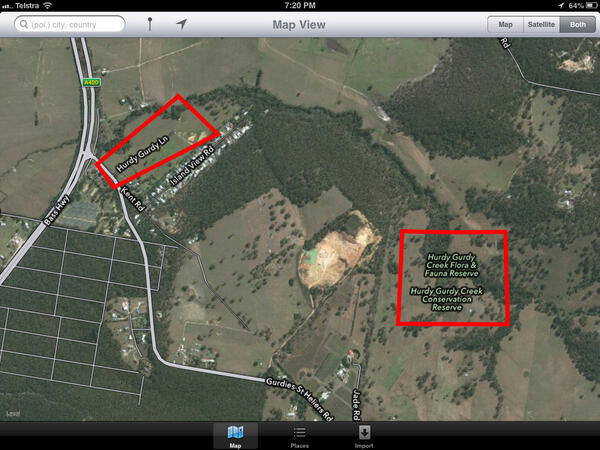 Telstra
7:20 PM
64%
(poi,) city, country
Map View
Map
Satellite
Both
Rd
A420
Hurdy Gurdy Ln
Island View Rd
Kent Rd
Bass Hwy
Hurdy Gurdy
Creek Flora &
Fauna Reserve
Hurdy Gurdy Creek
Conservation
Reserve
Gurdies-St Heliers Rd
Jade Rd
Legal
Map
Places
Import